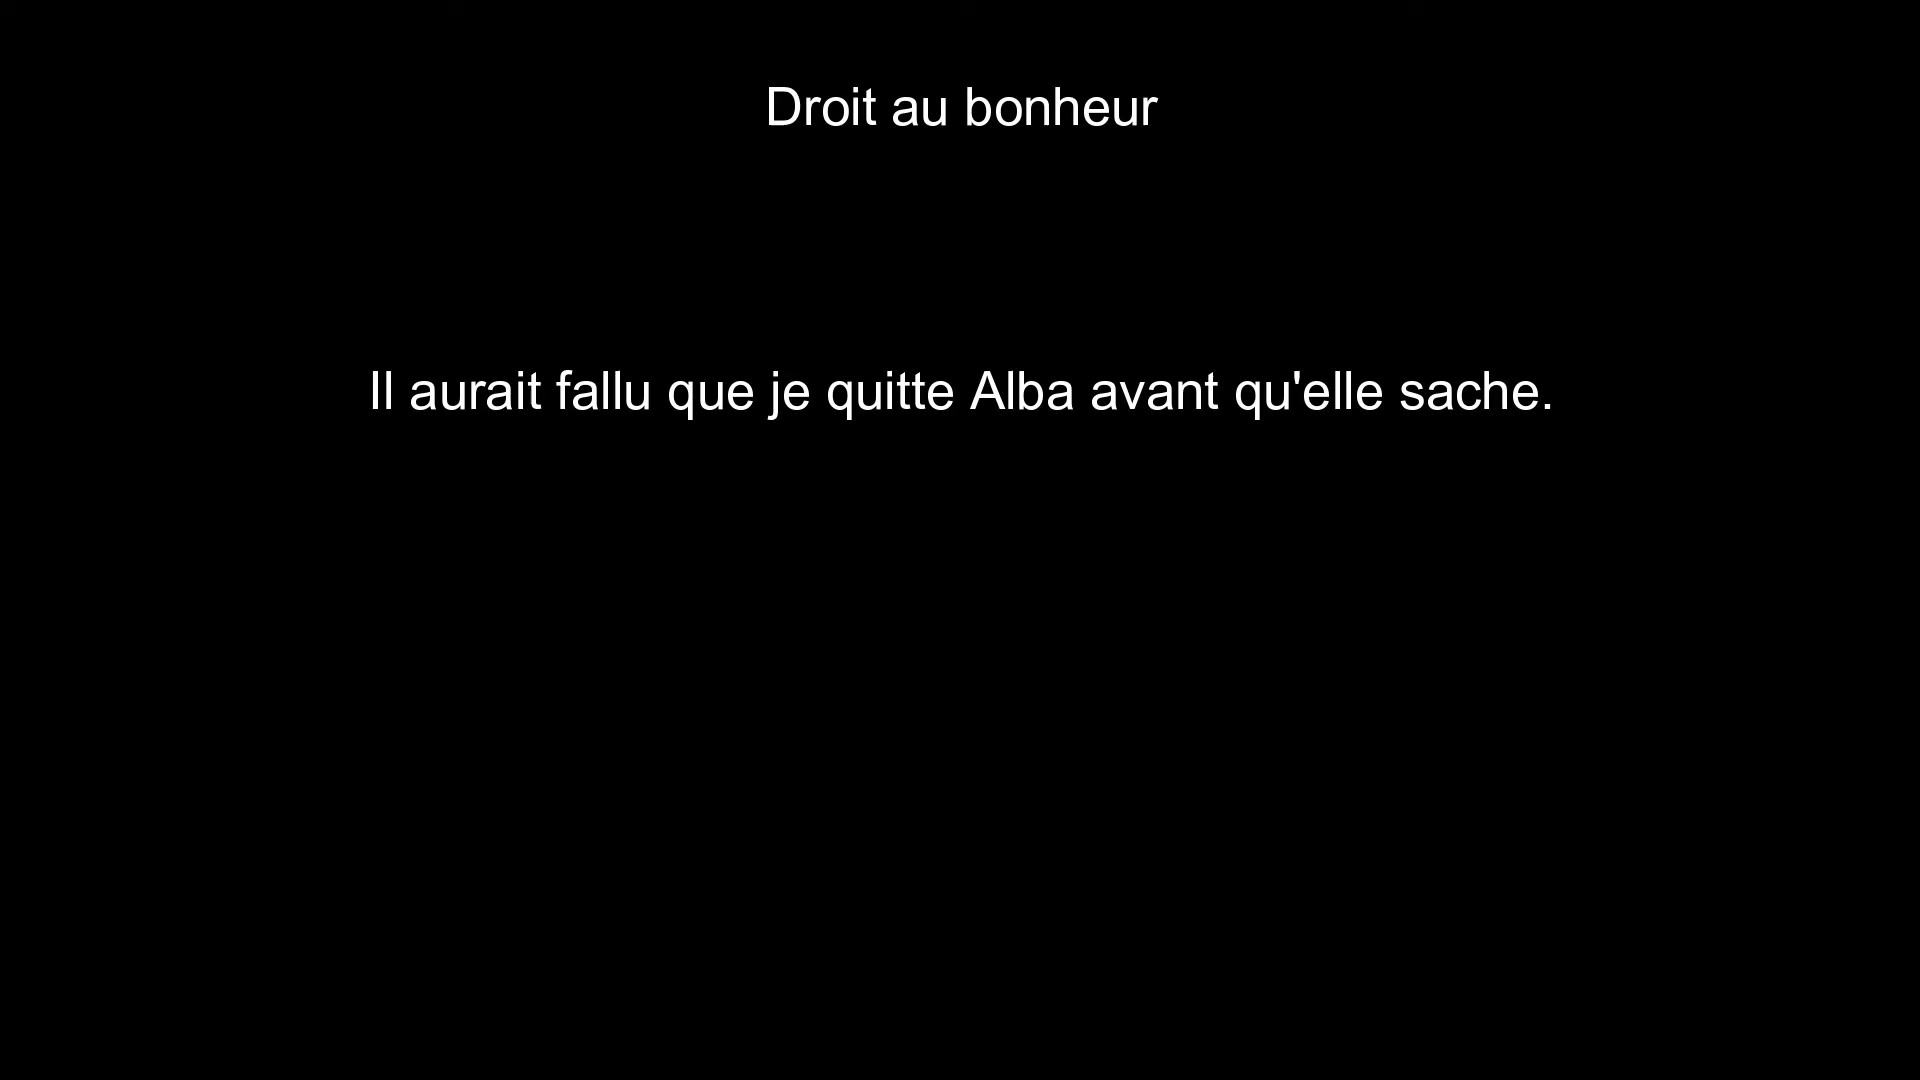 Droit au bonheur
Il aurait fallu que je quitte Alba avant qu'elle sache.